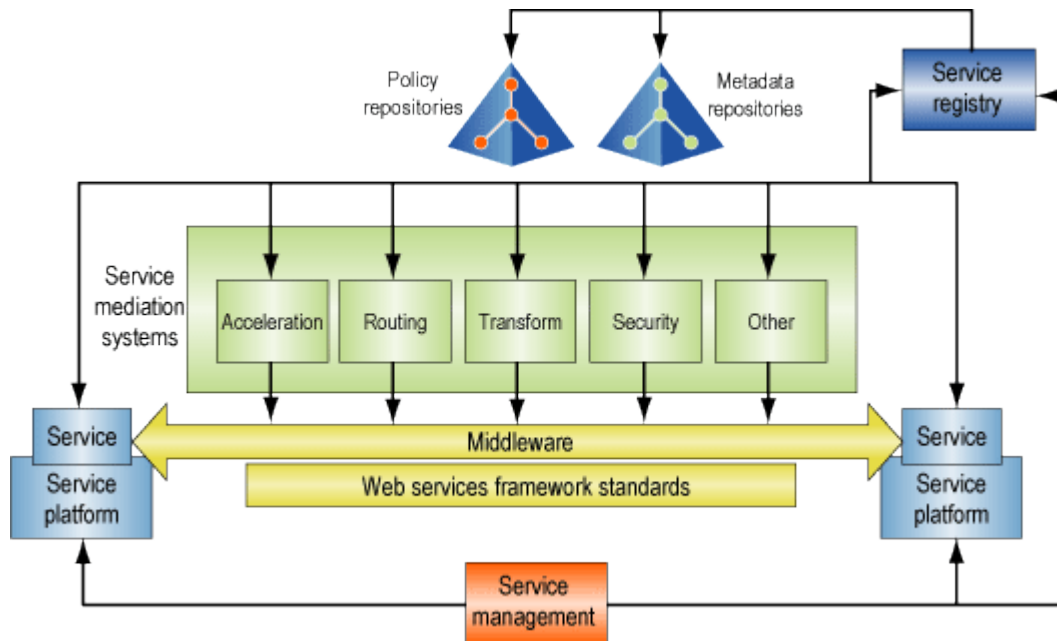 Policy
repositories
Metadada
repositories
Service
registry
Service
mediation
systems
Acceleration
Routing
Transform
Security
Other
Service
Middleware
Service
Service
platform
Web services framework standards
Service
platform
Service
management